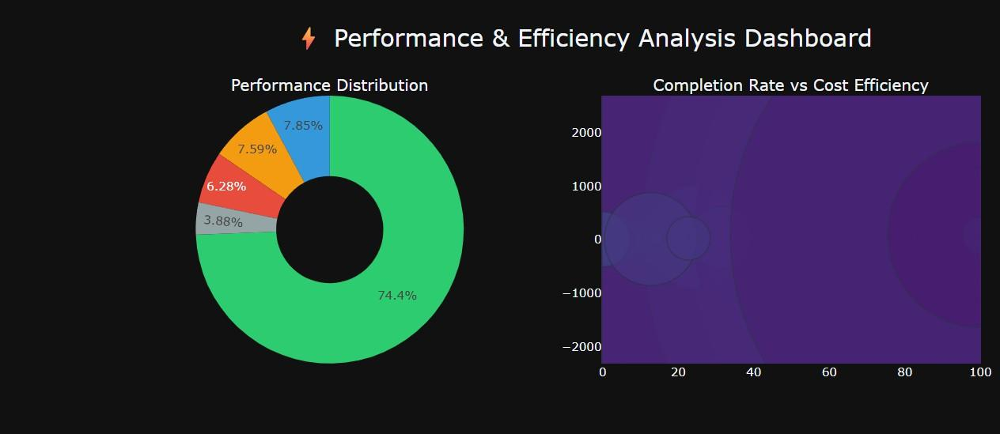 ⚡ Performance & Efficiency Analysis Dashboard
Performance Distribution
7.85%
7.59%
6.28%
3.88%
74.4%
Completion Rate vs Cost Efficiency
2000
1000
0
−1000
−2000
0 20 40 60 80 100